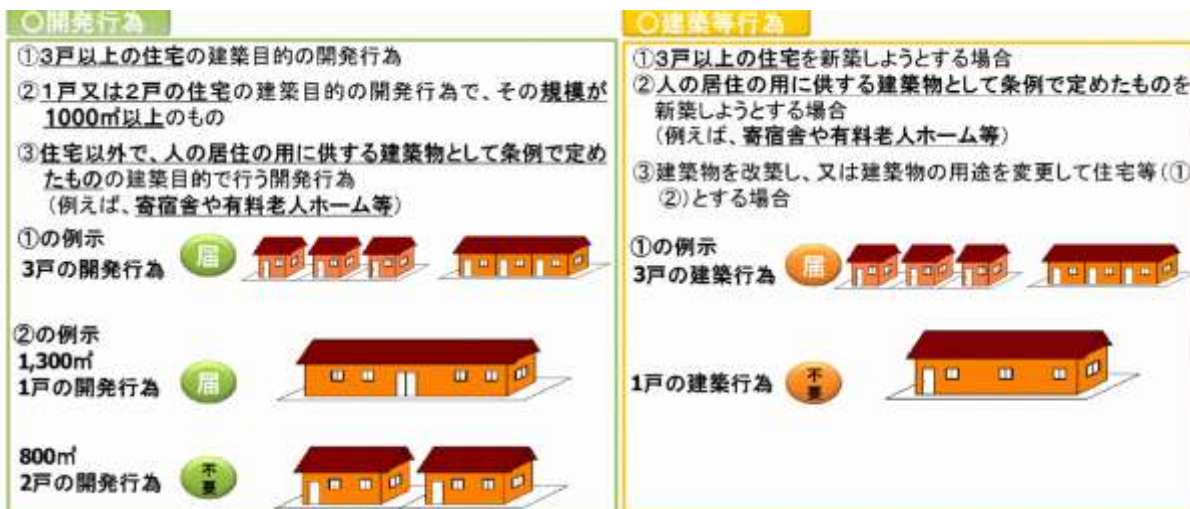 〇開発行為
①3戸以上の住宅の建築目的の開発行為
②1戸又は2戸の住宅の建築目的の開発行為で、その規模が
1000㎡以上のもの
③住宅以外で、人の居住の用に供する建築物として条例で定め
たものの建築目的で行う開発行為
(例えば、寄宿舎や有料老人ホーム等)
①の例示
3戸の開発行為
届
②の例示
1,300㎡
1戸の開発行為
届
800㎡
2戸の開発行為
不
要
〇建築等行為
①3戸以上の住宅を新築しようとする場合
②人の居住の用に供する建築物として条例で定めたものを
新築しようとする場合
(例えば、寄宿舎や有料老人ホーム等)
③建築物を改築し、又は建築物の用途を変更して住宅等(①
②)とする場合
①の例示
3戸の建築行為
届
1戸の建築行為
不
要